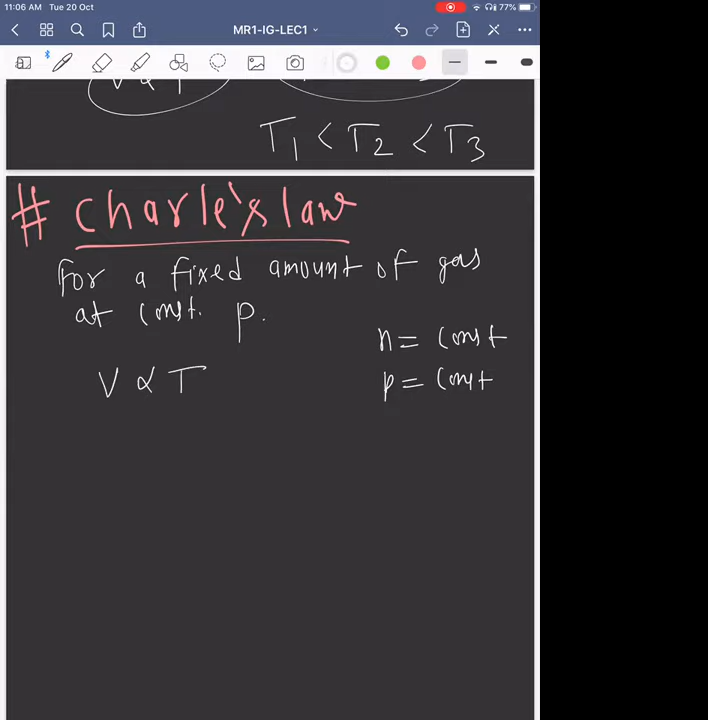 11:06 AM Tue 20 Oct 77%
MR1-IG-LEC1
V ∝ T
T1 < T2 < T3
# Charle's law
For a fixed amount of gas
at const. p.
n = const
V ∝ T
p = const